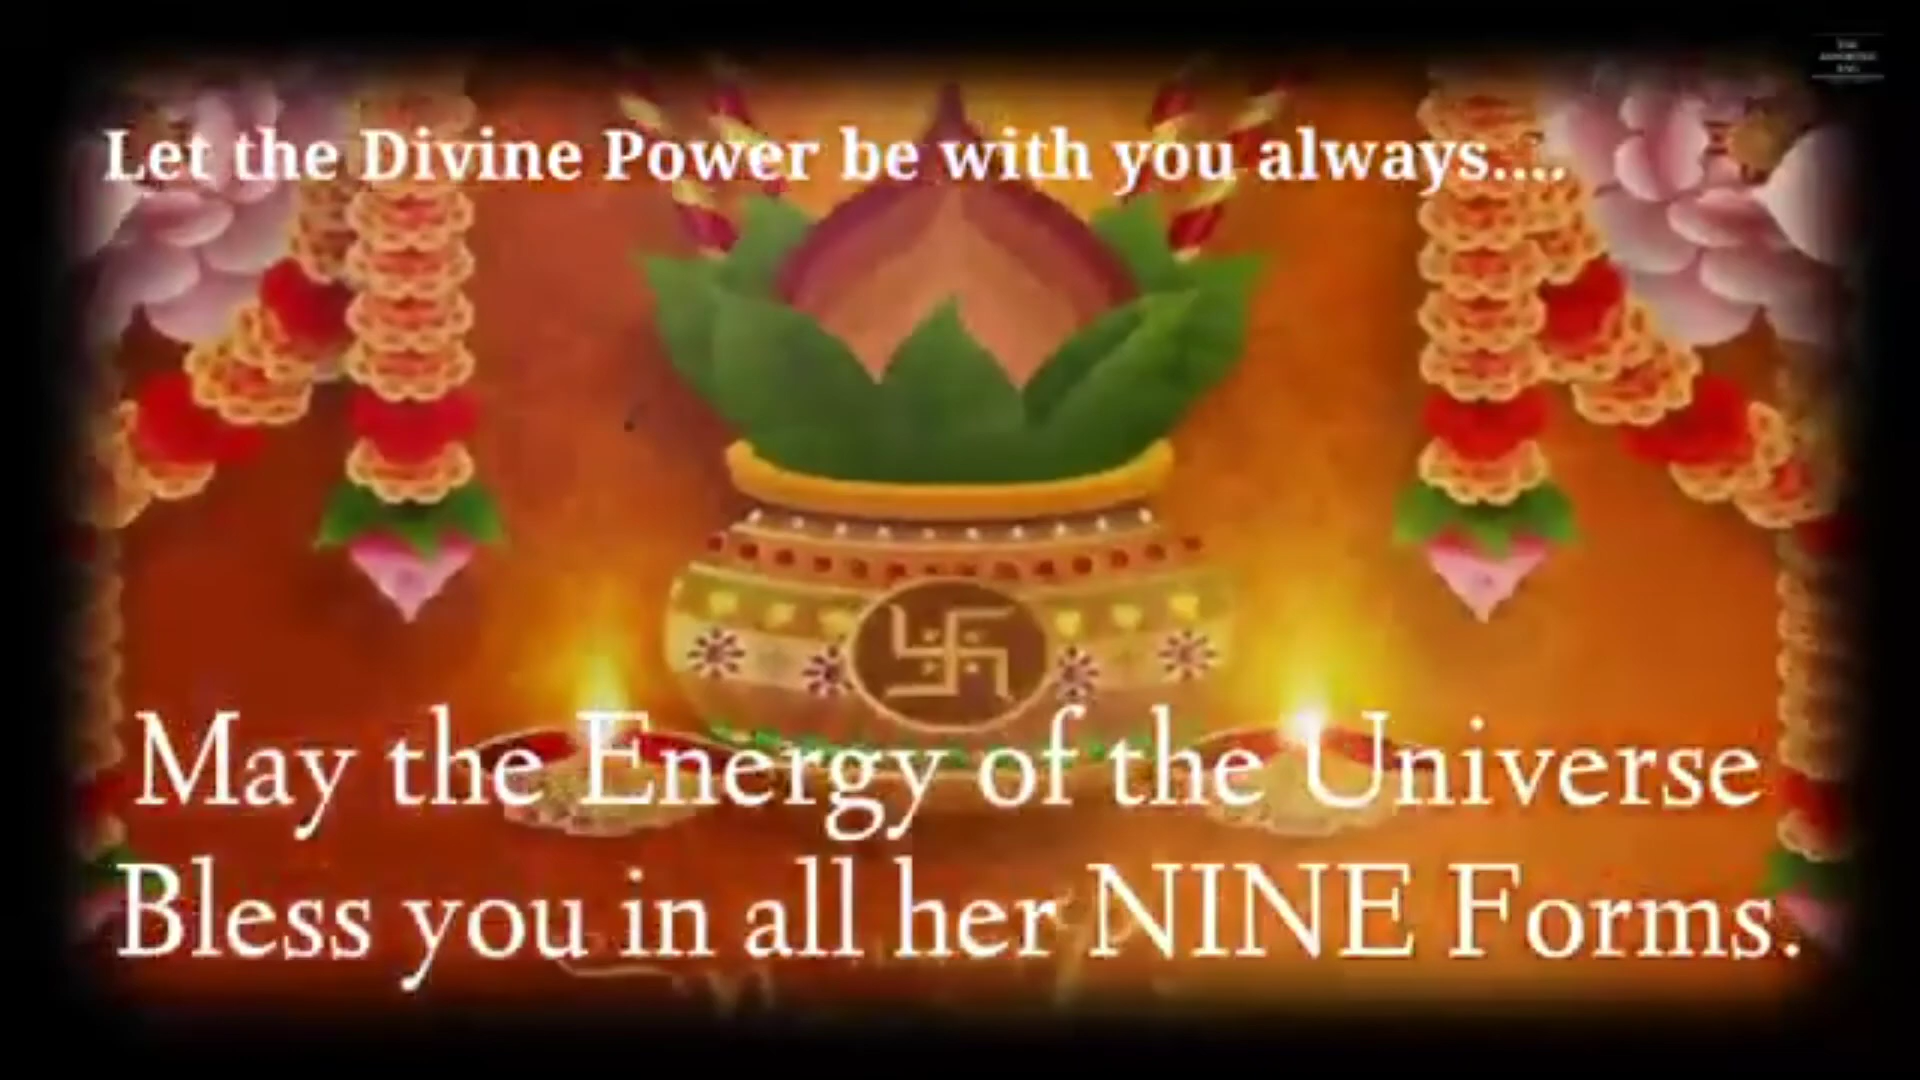 Let the Divine Power be with you always....
May the Energy of the Universe
Bless you in all her NINE Forms.